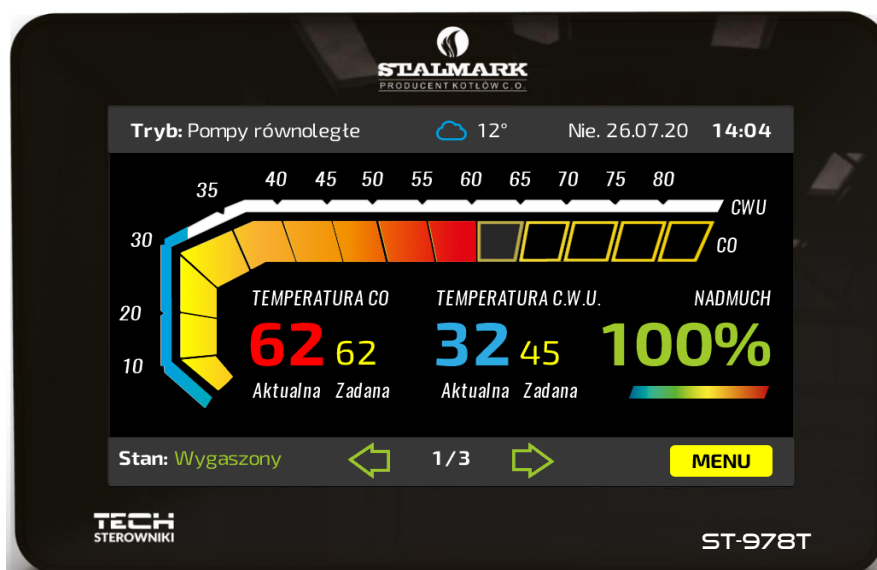 STALMARK
PRODUCENT KOTŁÓW C.O.
Tryb: Pompy równoległe 12° Nie. 26.07.20 14:04
35 40 45 50 55 60 65 70 75 80
CWU
30 CO
TEMPERATURA CO TEMPERATURA C.W.U. NADMUCH
20
62 62 32 45 100%
10
Aktualna Zadana Aktualna Zadana
Stan: Wygaszony 1/3 MENU
TECH
STEROWNIKI
ST-978T